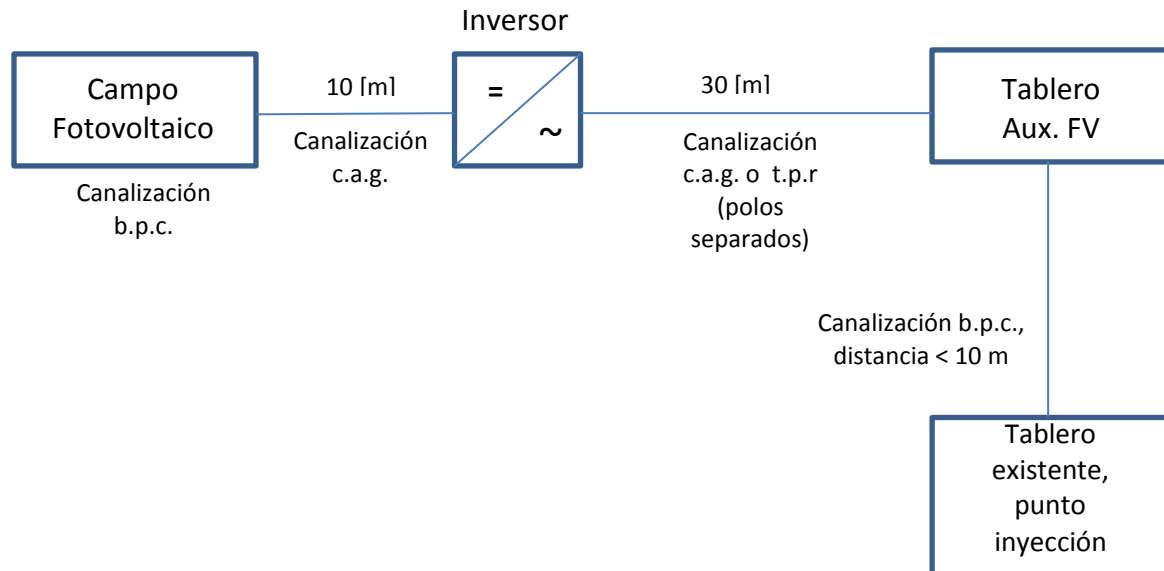 Inversor
Campo
Fotovoltaico
10 [m]
=
~
30 [m]
Tablero
Aux. FV
Canalización
c.a.g.
Canalización
c.a.g. o t.p.r
(polos
separados)
Canalización
b.p.c.
Canalización b.p.c.,
distancia < 10 m
Tablero
existente,
punto
inyección